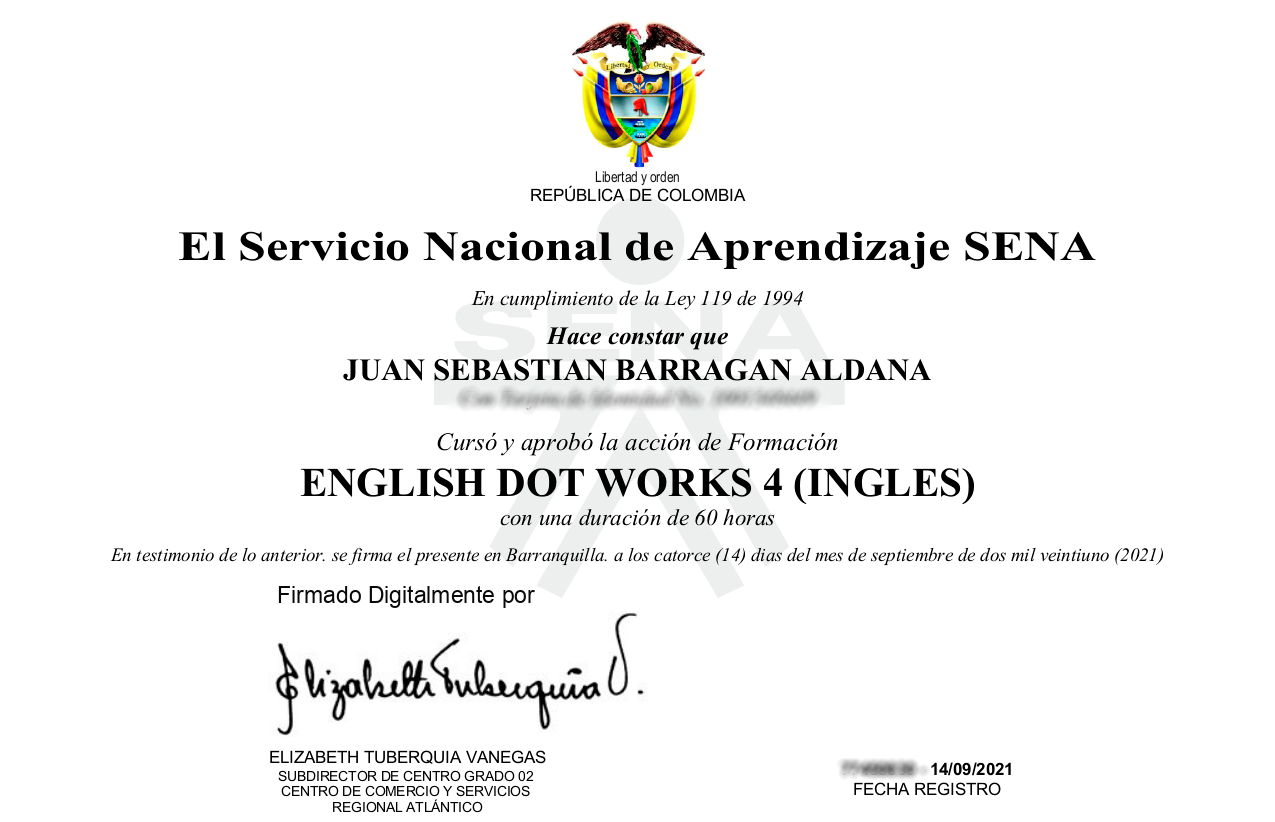 Libertad y Orden
Libertad y orden
REPÚBLICA DE COLOMBIA
El Servicio Nacional de Aprendizaje SENA
En cumplimiento de la Ley 119 de 1994
SENA
Hace constar que
JUAN SEBASTIAN BARRAGAN ALDANA
Cursó y aprobó la acción de Formación
ENGLISH DOT WORKS 4 (INGLES)
con una duración de 60 horas
En testimonio de lo anterior. se firma el presente en Barranquilla. a los catorce (14) dias del mes de septiembre de dos mil veintiuno (2021)
Firmado Digitalmente por
Elizabeth Tuberquia V.
ELIZABETH TUBERQUIA VANEGAS
SUBDIRECTOR DE CENTRO GRADO 02
CENTRO DE COMERCIO Y SERVICIOS
REGIONAL ATLÁNTICO
- 14/09/2021
FECHA REGISTRO